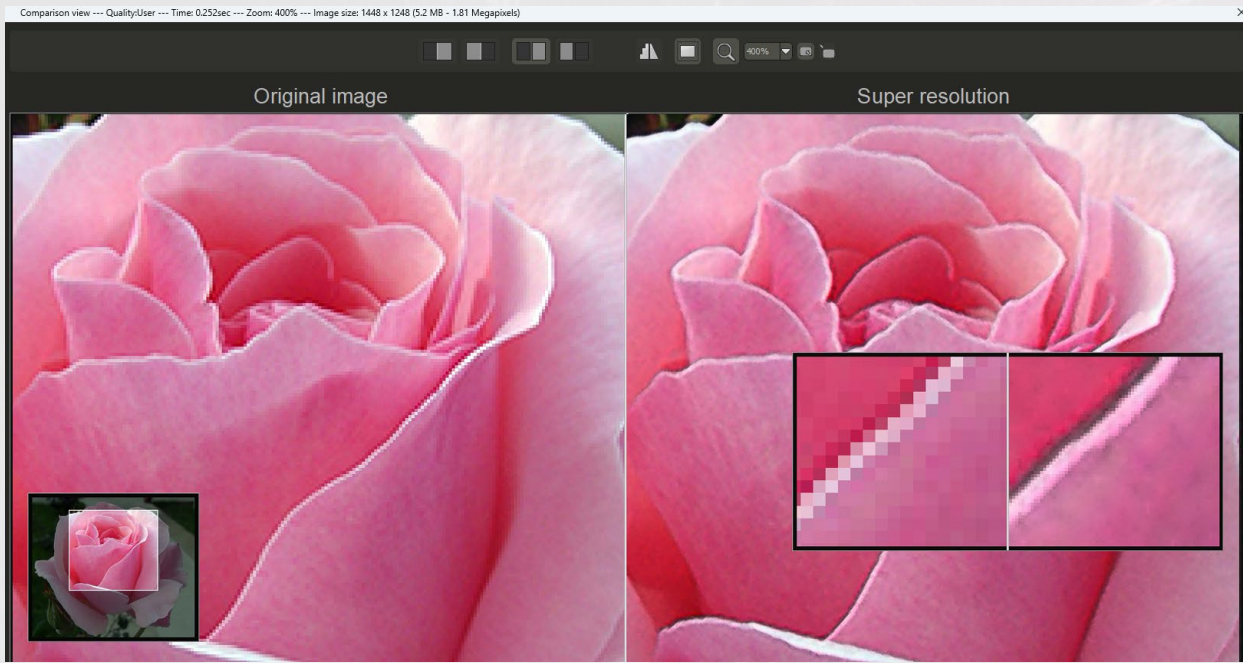 Comparison view --- Quality:User --- Time: 0.252sec --- Zoom: 400% --- Image size: 1448 x 1248 (5.2 MB - 1.81 Megapixels)
400%
Original image
Super resolution